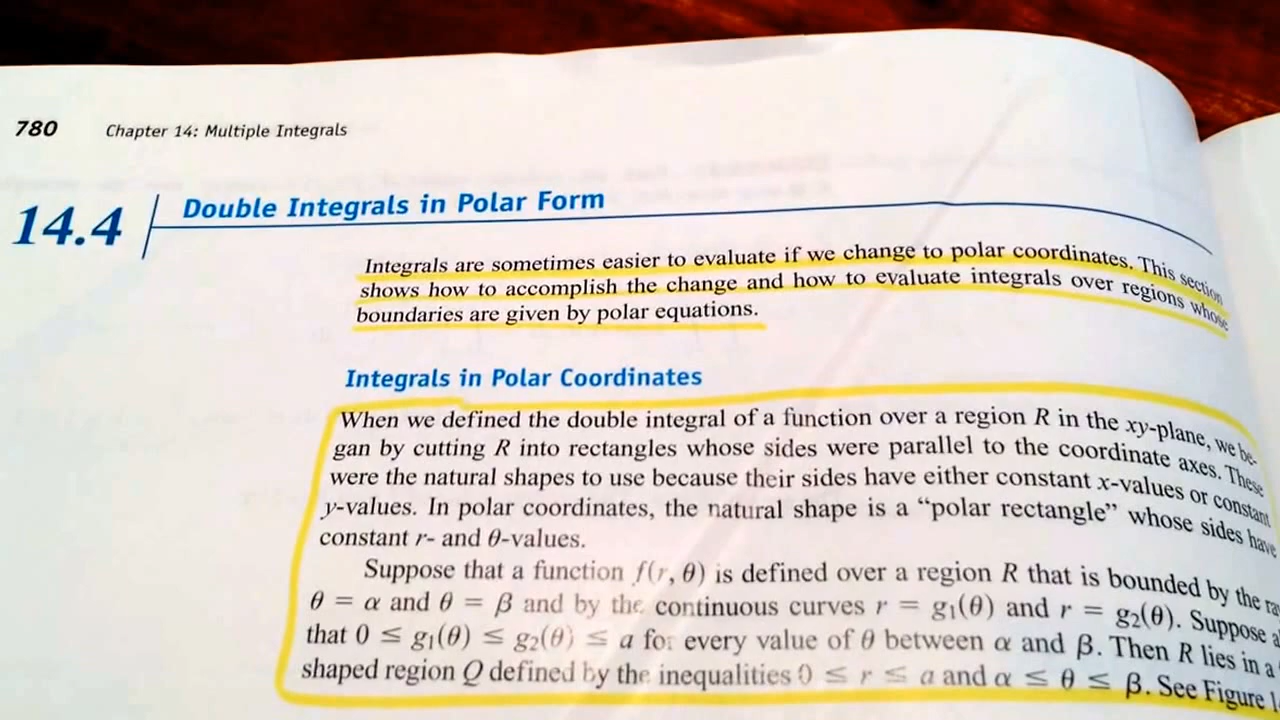 780 Chapter 14: Multiple Integrals
14.4 Double Integrals in Polar Form
Integrals are sometimes easier to evaluate if we change to polar coordinates. This section
shows how to accomplish the change and how to evaluate integrals over regions whose
boundaries are given by polar equations.
Integrals in Polar Coordinates
When we defined the double integral of a function over a region R in the xy-plane, we be-
gan by cutting R into rectangles whose sides were parallel to the coordinate axes. These
were the natural shapes to use because their sides have either constant x-values or constant
y-values. In polar coordinates, the natural shape is a “polar rectangle” whose sides have
constant r- and θ-values.
Suppose that a function f(r, θ) is defined over a region R that is bounded by the
θ = α and θ = β and by the continuous curves r = g₁(θ) and r = g₂(θ). Suppose
that 0 ≤ g₁(θ) ≤ g₂(θ) ≤ a for every value of θ between α and β. Then R lies in a
shaped region Q defined by the inequalities 0 ≤ r ≤ a and α ≤ θ ≤ β. See Figure